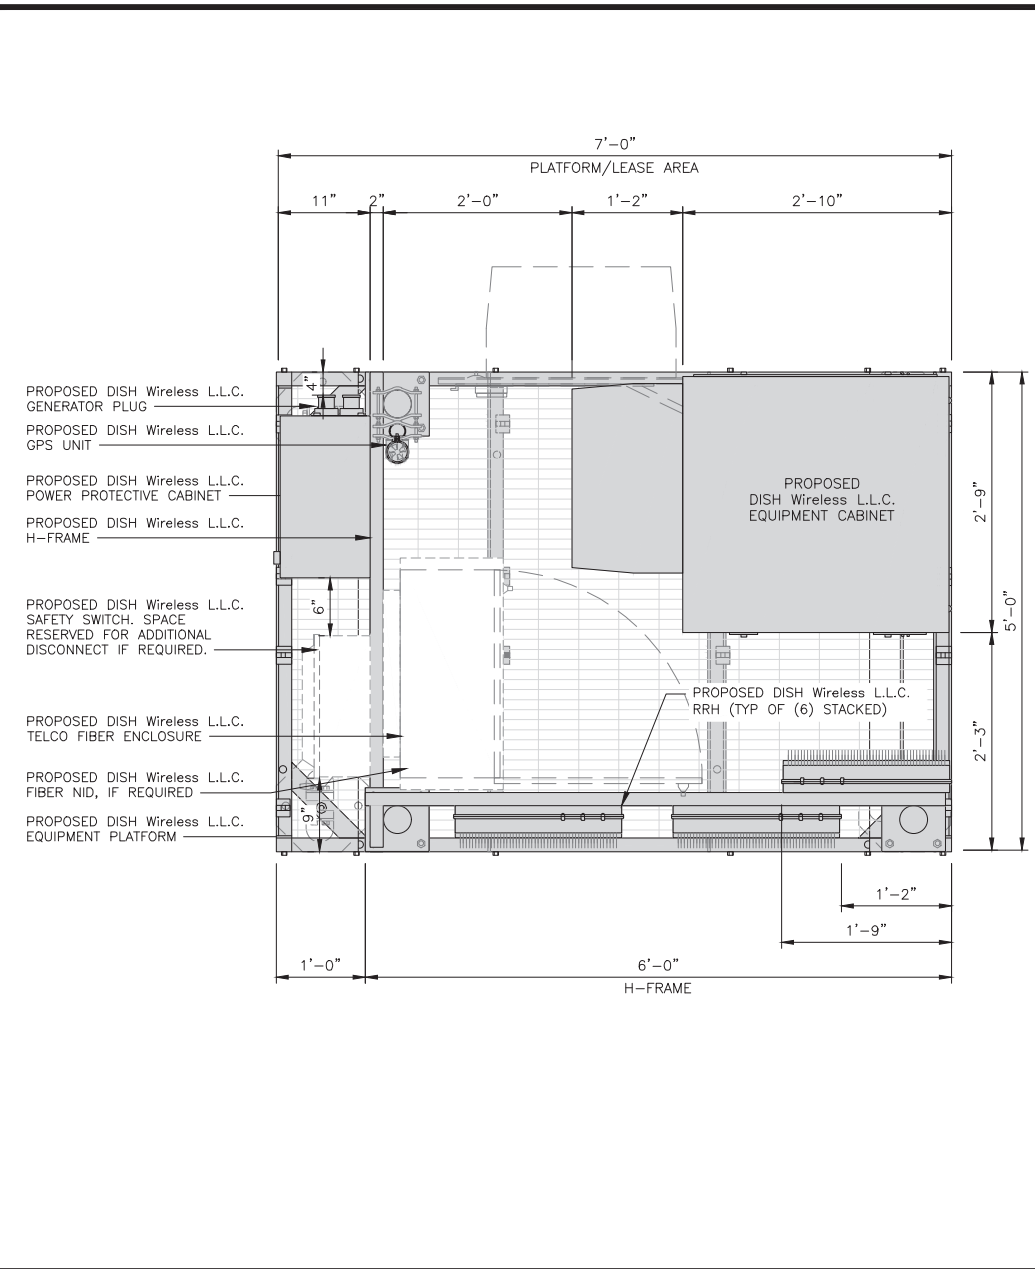 7'-0"
PLATFORM/LEASE AREA
11"
2"
2'-0"
1'-2"
2'-10"
4"
PROPOSED DISH Wireless L.L.C.
GENERATOR PLUG
PROPOSED DISH Wireless L.L.C.
GPS UNIT
PROPOSED DISH Wireless L.L.C.
POWER PROTECTIVE CABINET
PROPOSED DISH Wireless L.L.C.
H-FRAME
PROPOSED
DISH Wireless L.L.C.
EQUIPMENT CABINET
2'-9"
5'-0"
6"
PROPOSED DISH Wireless L.L.C.
SAFETY SWITCH. SPACE
RESERVED FOR ADDITIONAL
DISCONNECT IF REQUIRED.
PROPOSED DISH Wireless L.L.C.
RRH (TYP OF (6) STACKED)
PROPOSED DISH Wireless L.L.C.
TELCO FIBER ENCLOSURE
2'-3"
PROPOSED DISH Wireless L.L.C.
FIBER NID, IF REQUIRED
9"
PROPOSED DISH Wireless L.L.C.
EQUIPMENT PLATFORM
1'-2"
1'-9"
1'-0"
6'-0"
H-FRAME